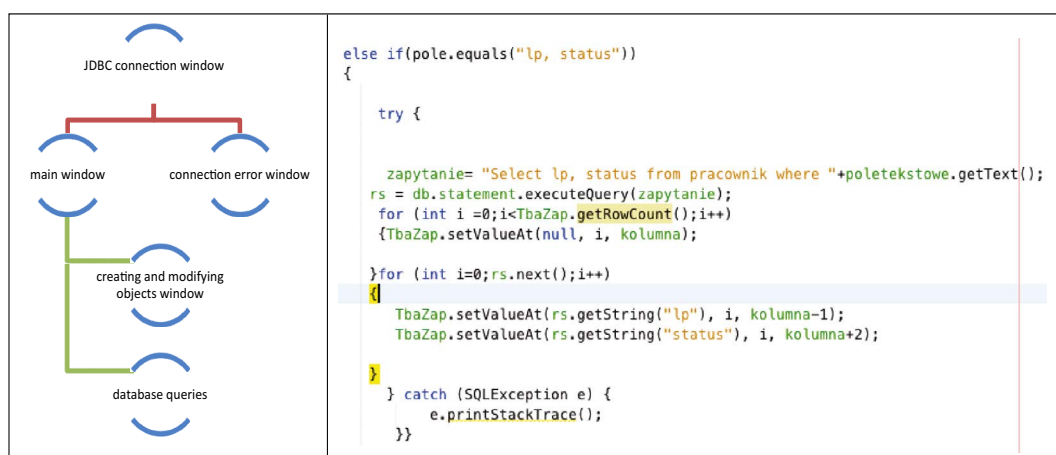 JDBC connection window
main window
connection error window
creating and modifying
objects window
database queries
else if(pole.equals("lp, status"))
{
try {
zapytanie= "Select lp, status from pracownik where "+poletekstowe.getText();
rs = db.statement.executeQuery(zapytanie);
for (int i =0;i<TbaZap.getRowCount();i++)
{TbaZap.setValueAt(null, i, kolumna);
}for (int i=0;rs.next();i++)
{
TbaZap.setValueAt(rs.getString("lp"), i, kolumna-1);
TbaZap.setValueAt(rs.getString("status"), i, kolumna+2);
}
} catch (SQLException e) {
e.printStackTrace();
}}